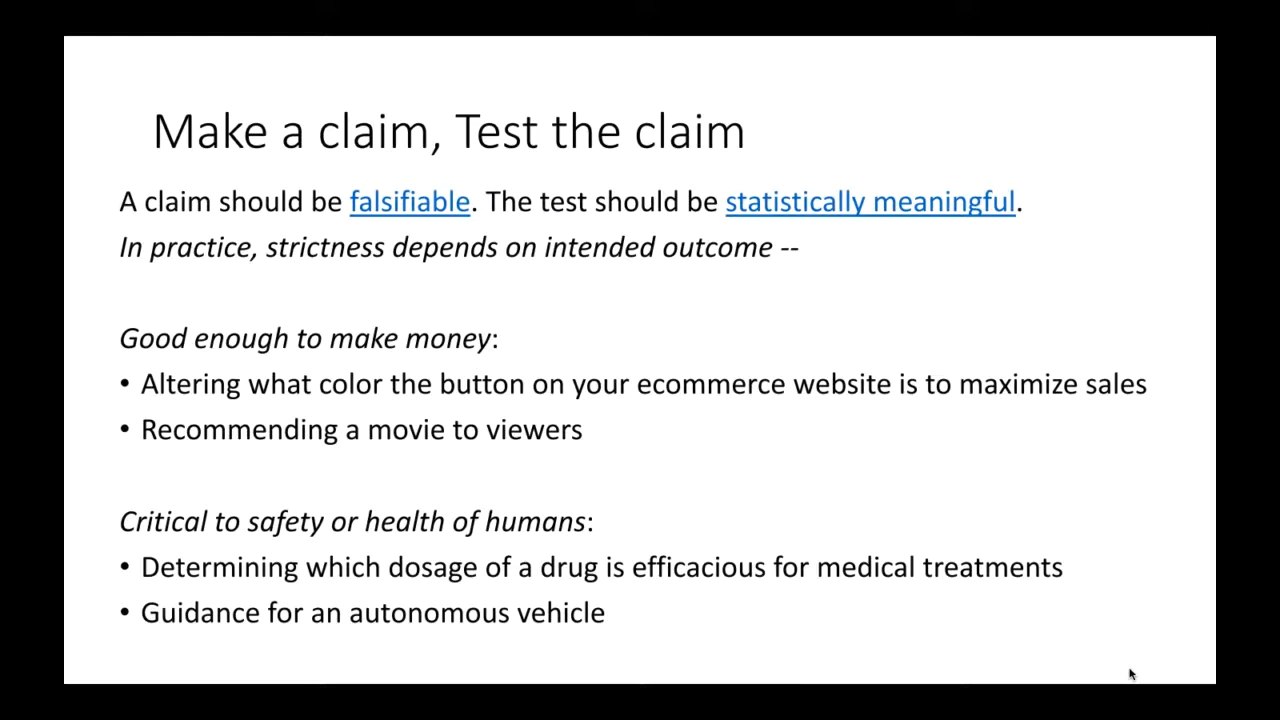 Make a claim, Test the claim
A claim should be falsifiable. The test should be statistically meaningful.
In practice, strictness depends on intended outcome --
Good enough to make money:
• Altering what color the button on your ecommerce website is to maximize sales
• Recommending a movie to viewers
Critical to safety or health of humans:
• Determining which dosage of a drug is efficacious for medical treatments
• Guidance for an autonomous vehicle